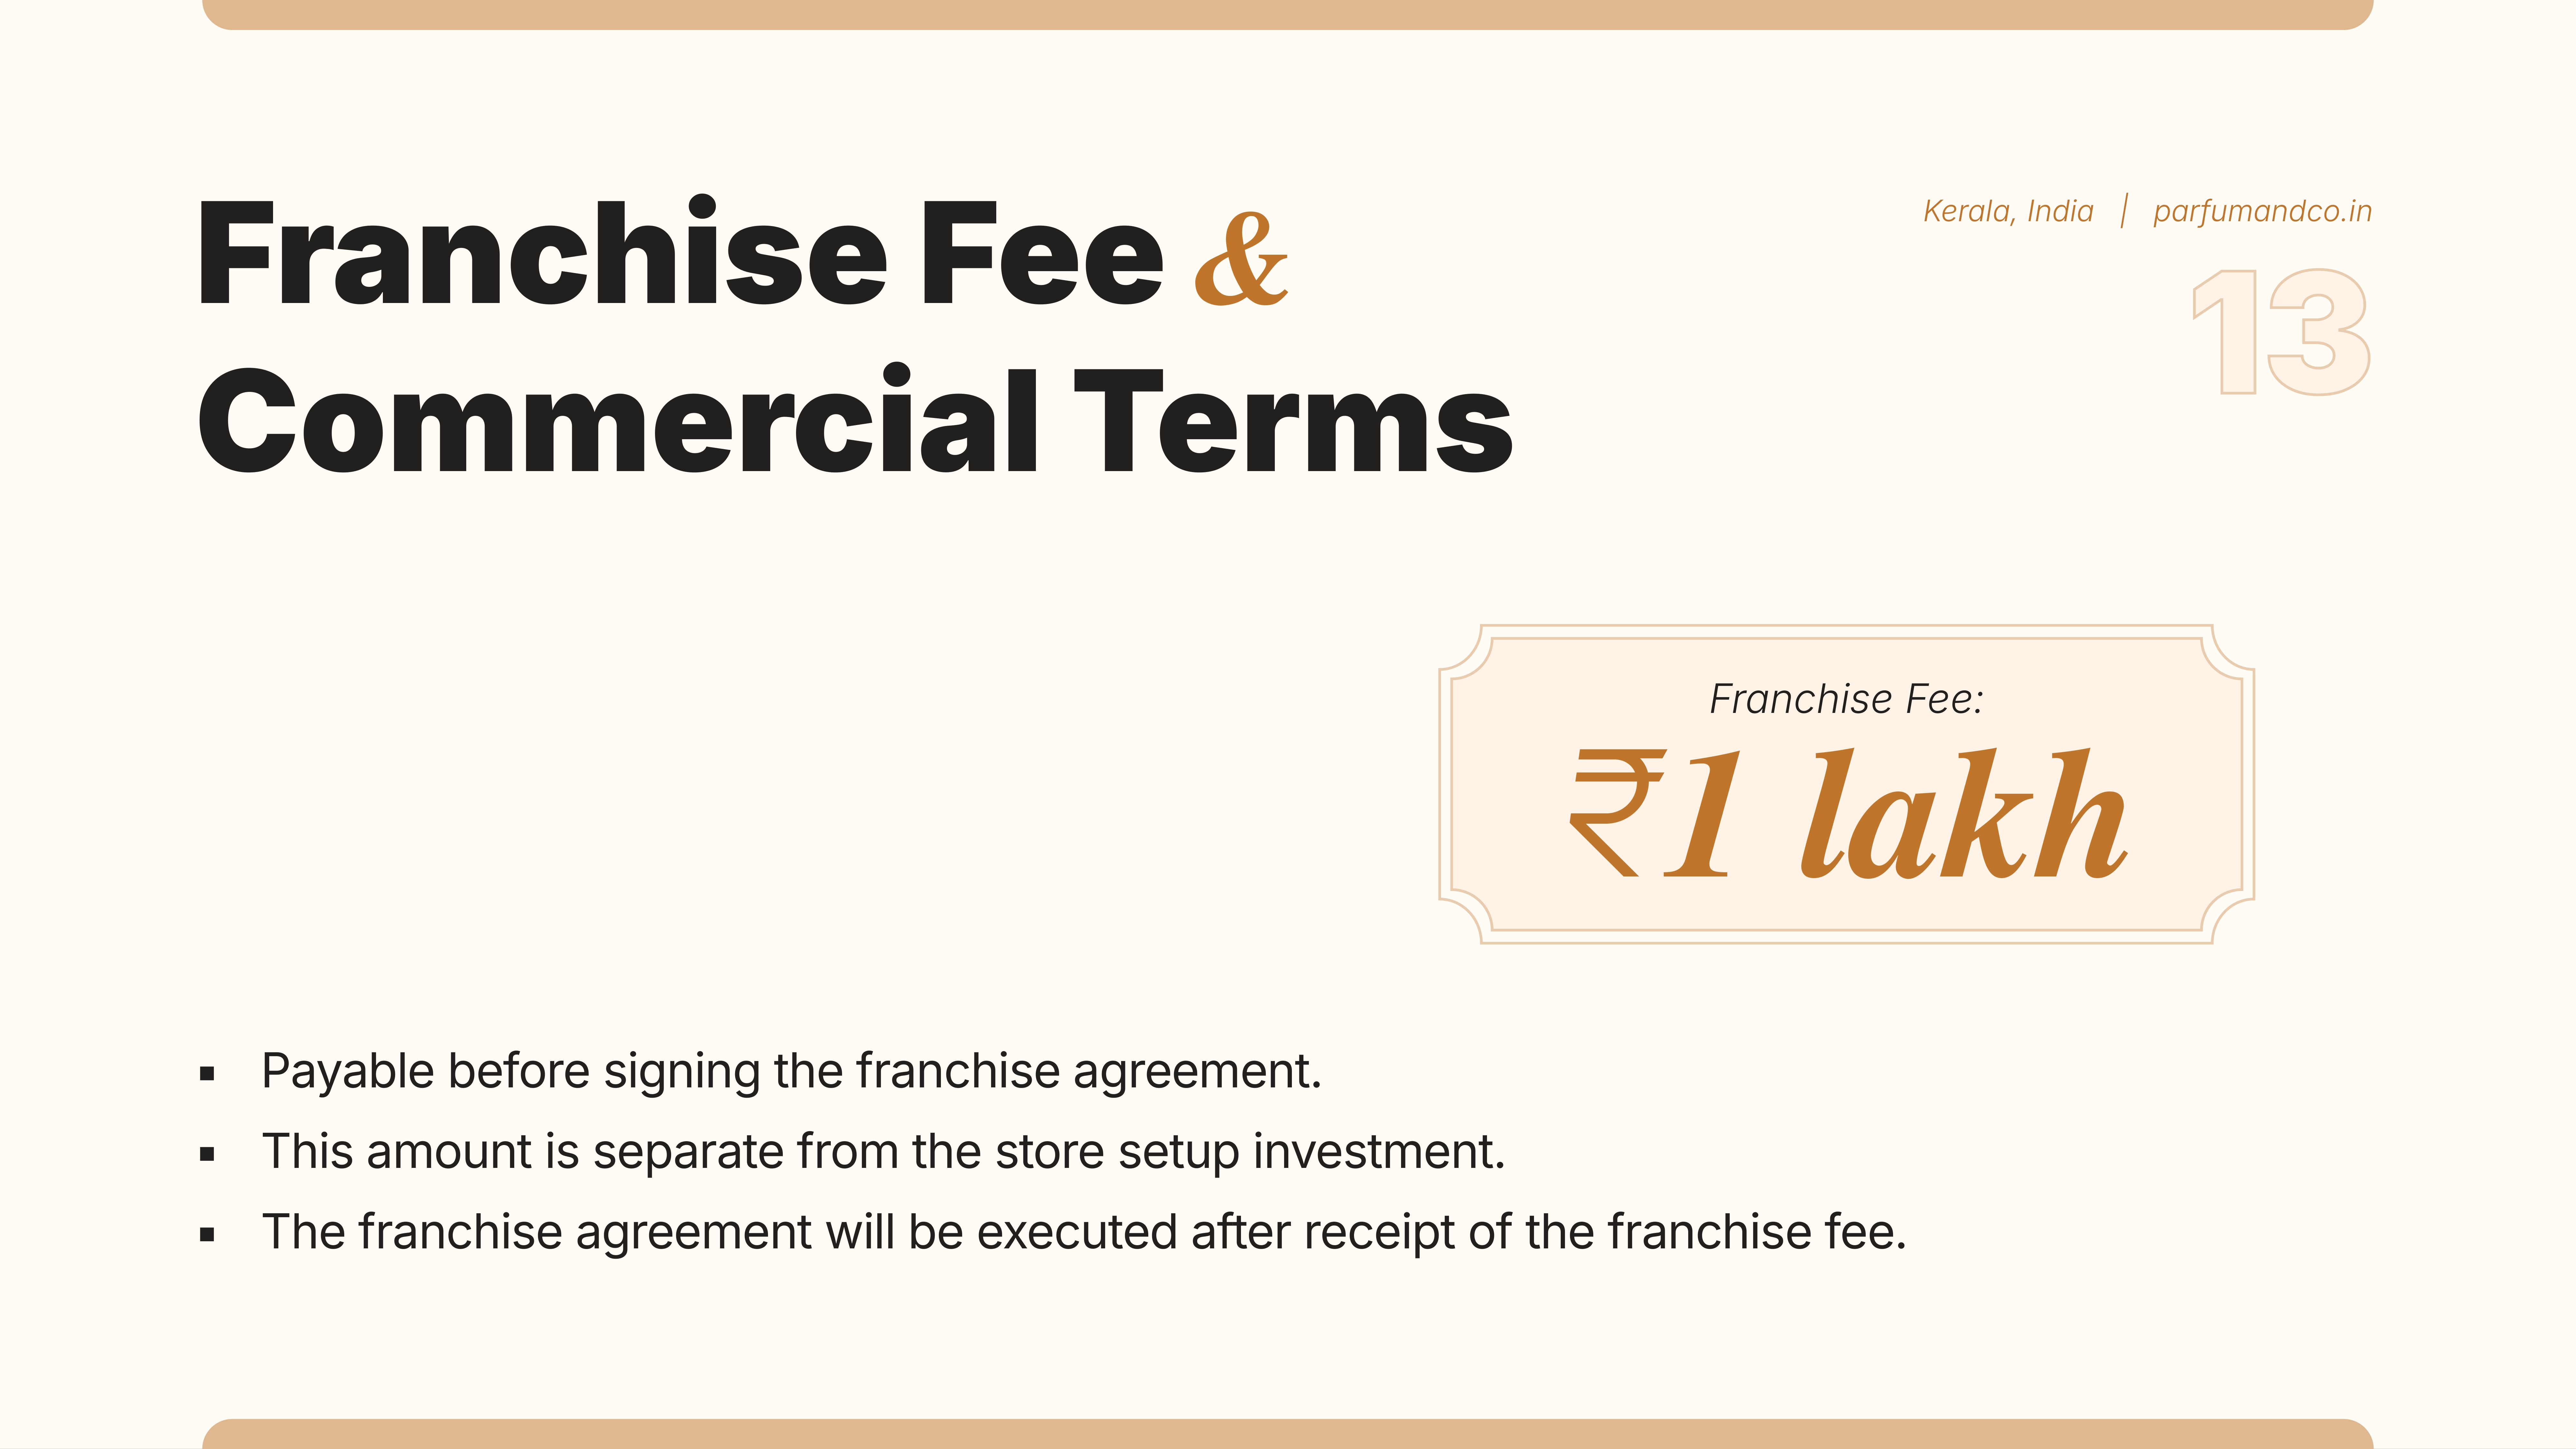 Franchise Fee &
Commercial Terms
Kerala, India | parfumandco.in
13
Franchise Fee:
₹1 lakh
▪ Payable before signing the franchise agreement.
▪ This amount is separate from the store setup investment.
▪ The franchise agreement will be executed after receipt of the franchise fee.